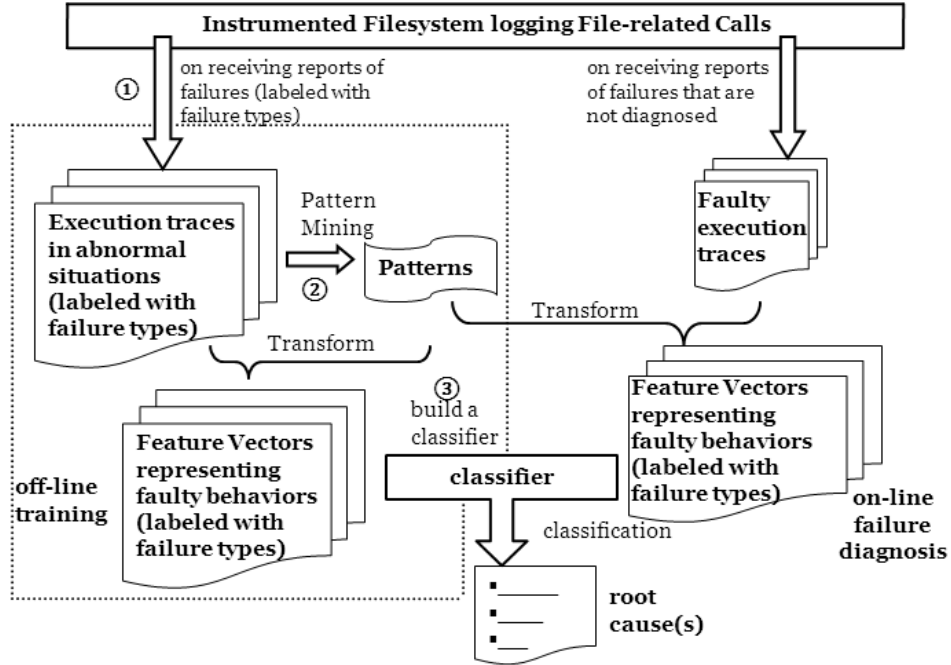 Instrumented Filesystem logging File-related Calls
①
on receiving reports of
failures (labeled with
failure types)
on receiving reports
of failures that are
not diagnosed
Execution traces
in abnormal
situations
(labeled with
failure types)
Pattern
Mining
②
Patterns
Faulty
execution
traces
Transform
Transform
③
build a
classifier
Feature Vectors
representing
faulty behaviors
(labeled with
failure types)
Feature Vectors
representing
faulty behaviors
(labeled with
failure types)
off-line
training
classifier
on-line
failure
diagnosis
classification
root
cause(s)